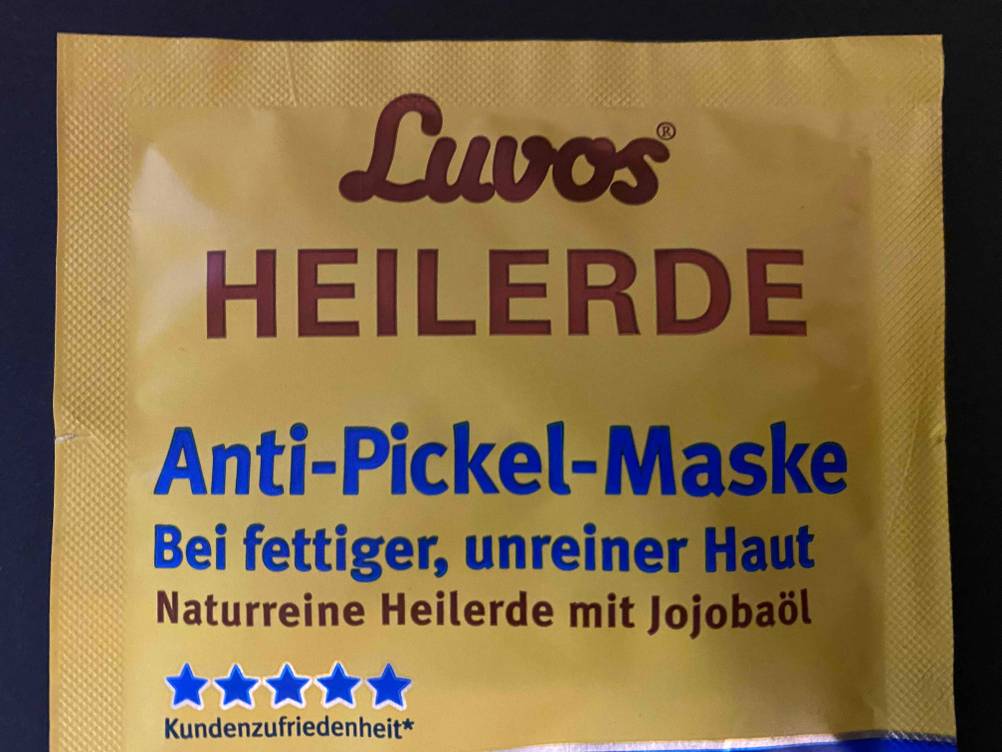 Luvos®
HEILERDE
Anti-Pickel-Maske
Bei fettiger, unreiner Haut
Naturreine Heilerde mit Jojobaöl
Kundenzufriedenheit*